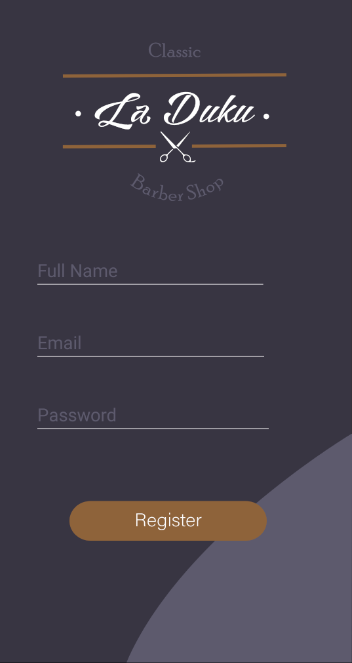 Classic
• La Duku •
Barber Shop
Full Name
Email
Password
Register